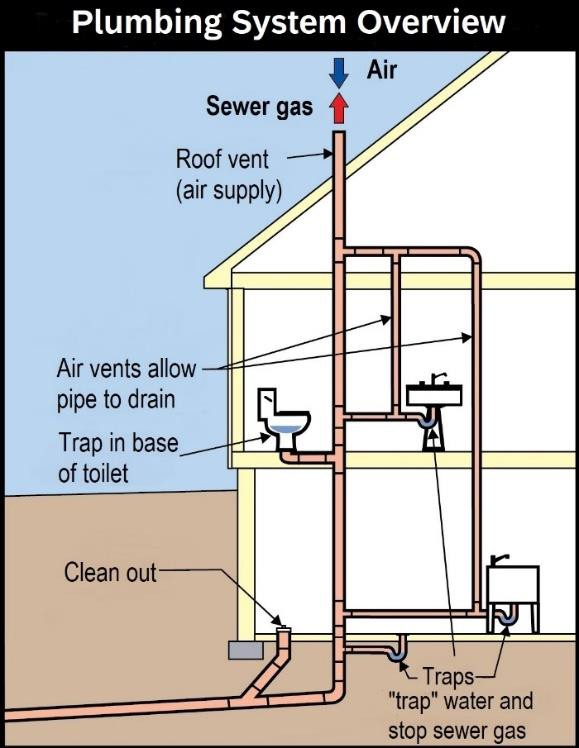 Plumbing System Overview
Air
Sewer gas
Roof vent
(air supply)
Air vents allow
pipe to drain
Trap in base
of toilet
Clean out
Traps
"trap" water and
stop sewer gas